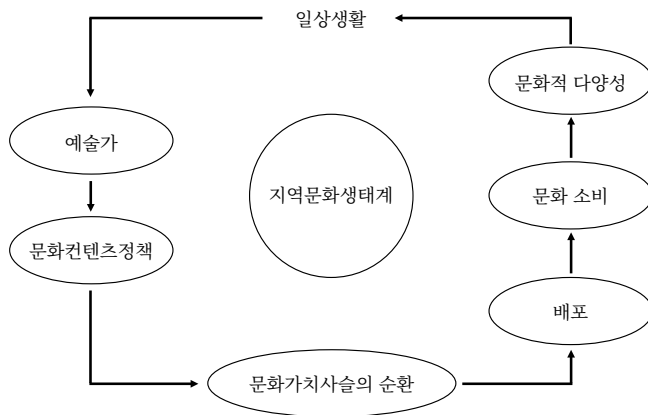 일상생활
문화적 다양성
예술가
지역문화생태계
문화 소비
문화컨텐츠정책
배포
문화가치사슬의 순환